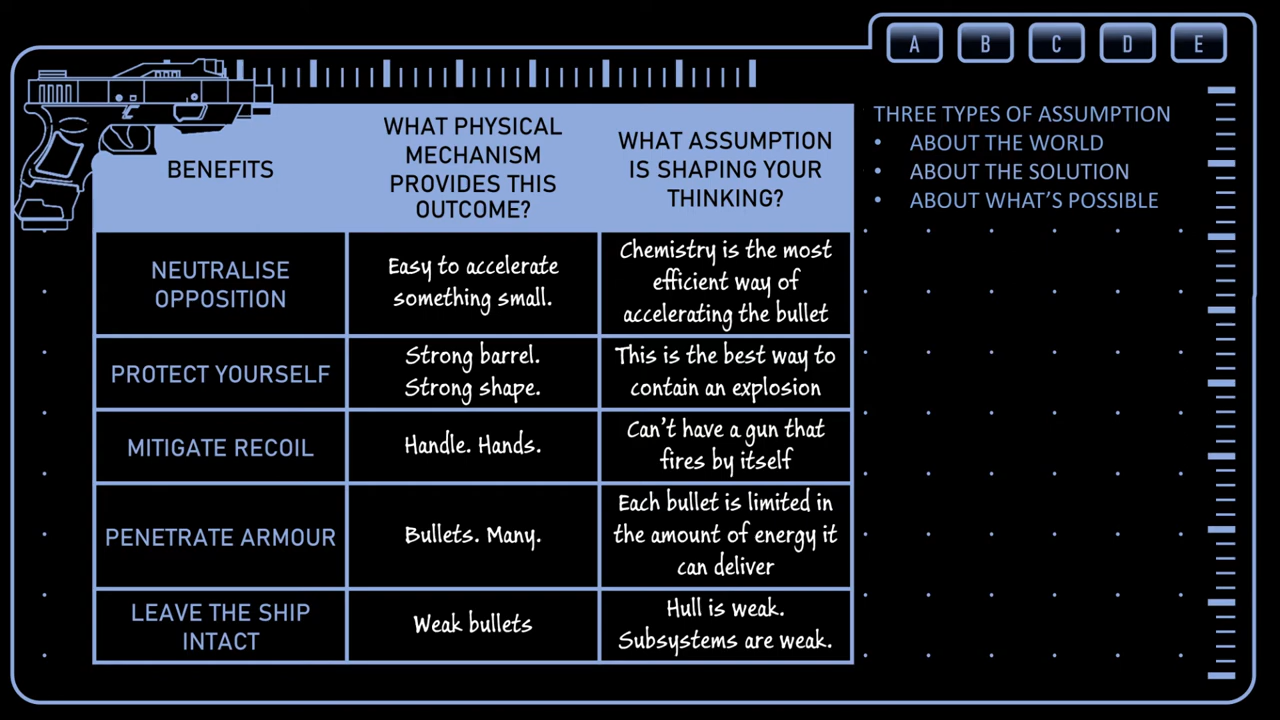 A B C D E
BENEFITS
WHAT PHYSICAL
MECHANISM
PROVIDES THIS
OUTCOME?
WHAT ASSUMPTION
IS SHAPING YOUR
THINKING?
NEUTRALISE
OPPOSITION
Easy to accelerate
something small.
Chemistry is the most
efficient way of
accelerating the bullet
PROTECT YOURSELF
Strong barrel.
Strong shape.
This is the best way to
contain an explosion
MITIGATE RECOIL
Handle. Hands.
Can't have a gun that
fires by itself
PENETRATE ARMOUR
Bullets. Many.
Each bullet is limited in
the amount of energy it
can deliver
LEAVE THE SHIP
INTACT
Weak bullets
Hull is weak.
Subsystems are weak.
THREE TYPES OF ASSUMPTION
• ABOUT THE WORLD
• ABOUT THE SOLUTION
• ABOUT WHAT'S POSSIBLE